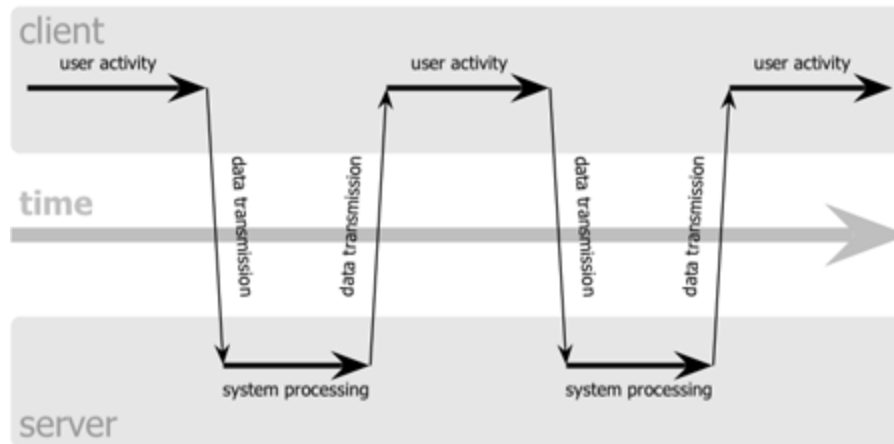 client
user activity
user activity
user activity
data transmission
data transmission
data transmission
data transmission
time
system processing
system processing
server